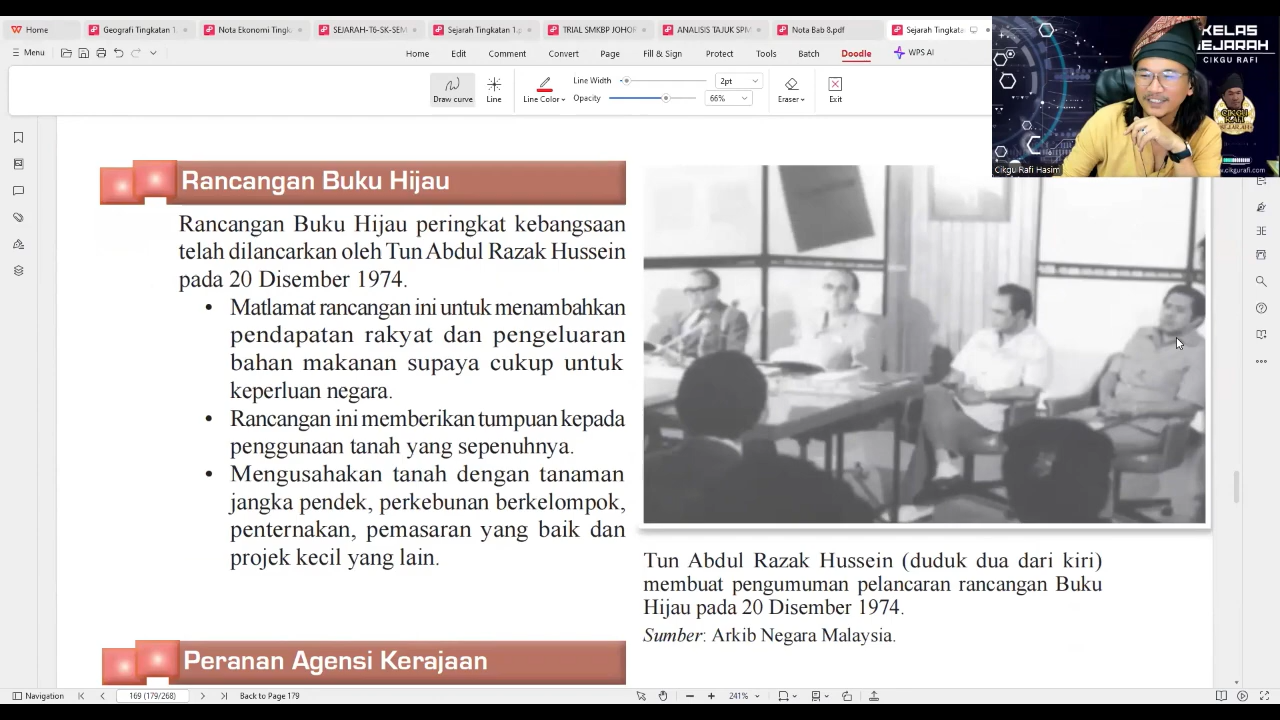 Home
Geografi Tingkatan 1.
Nota Ekonomi Tingk
SEJARAH-T6-SK-SEM
Sejarah Tingkatan 1.
TRIAL SMKBP JOHOR
ANALISIS TAJUK SPM
Nota Bab 8.pdf
Sejarah Tingkata
Menu
Home Edit Convert Page Fill & Sign Protect Tools Batch Doodle WPS AI
Draw curve
Line
Line Color
Line Width
2pt
Opacity
66%
Eraser
Exit
KELAS
SEJARAH
CIKGU RAFI
CIKGU
RAFI
SEJARAH
www.cikgurafi.com
Cikgu Rafi Hasim
Rancangan Buku Hijau
Rancangan Buku Hijau peringkat kebangsaan
telah dilancarkan oleh Tun Abdul Razak Hussein
pada 20 Disember 1974.
• Matlamat rancangan ini untuk menambahkan
pendapatan rakyat dan pengeluaran
bahan makanan supaya cukup untuk
keperluan negara.
• Rancangan ini memberikan tumpuan kepada
penggunaan tanah yang sepenuhnya.
• Mengusahakan tanah dengan tanaman
jangka pendek, perkebunan berkelompok,
penternakan, pemasaran yang baik dan
projek kecil yang lain.
Tun Abdul Razak Hussein (duduk dua dari kiri)
membuat pengumuman pelancaran rancangan Buku
Hijau pada 20 Disember 1974.
Sumber: Arkib Negara Malaysia.
Peranan Agensi Kerajaan
Navigation
169 (179/268)
Back to Page 179
241%